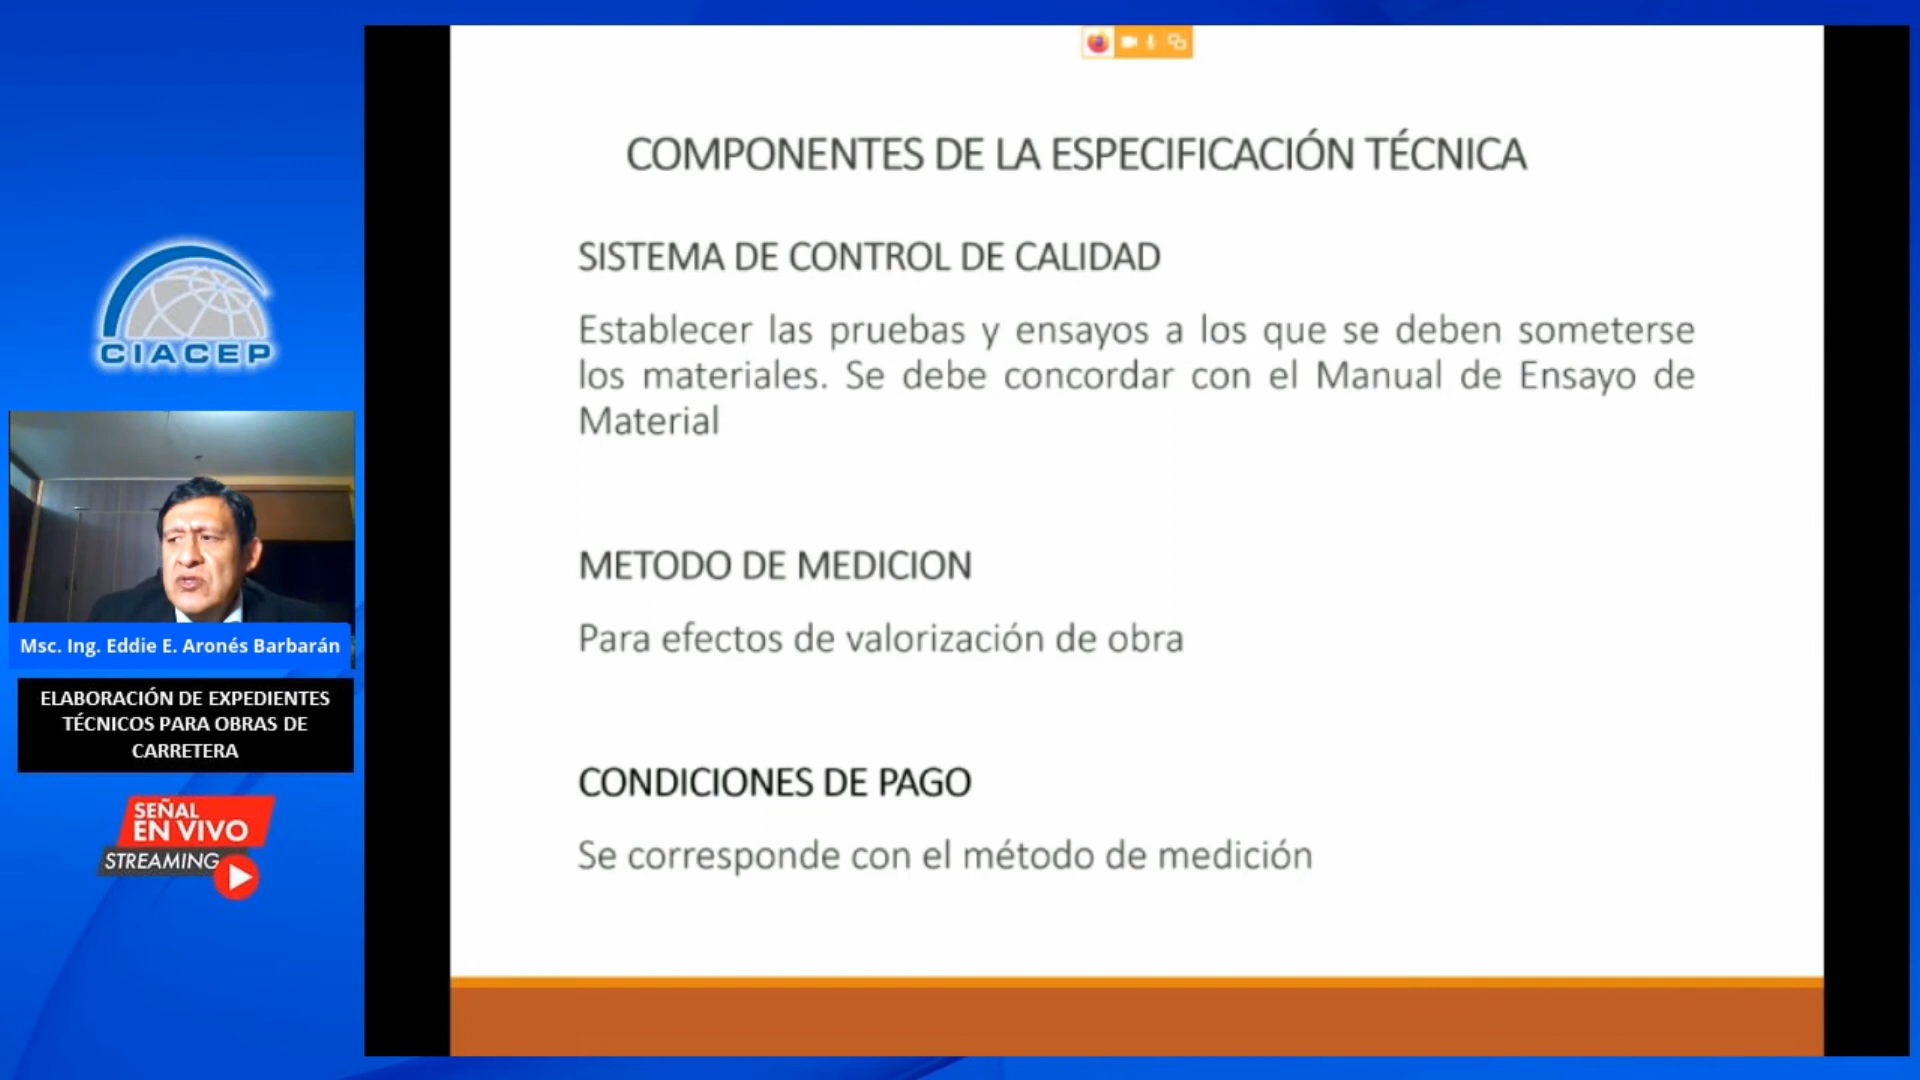 COMPONENTES DE LA ESPECIFICACIÓN TÉCNICA
SISTEMA DE CONTROL DE CALIDAD
Establecer las pruebas y ensayos a los que se deben someterse
los materiales. Se debe concordar con el Manual de Ensayo de
Material
METODO DE MEDICION
Para efectos de valorización de obra
CONDICIONES DE PAGO
Se corresponde con el método de medición
CIACEP
Msc. Ing. Eddie E. Aronés Barbarán
ELABORACIÓN DE EXPEDIENTES
TÉCNICOS PARA OBRAS DE
CARRETERA
SEÑAL
EN VIVO
STREAMING